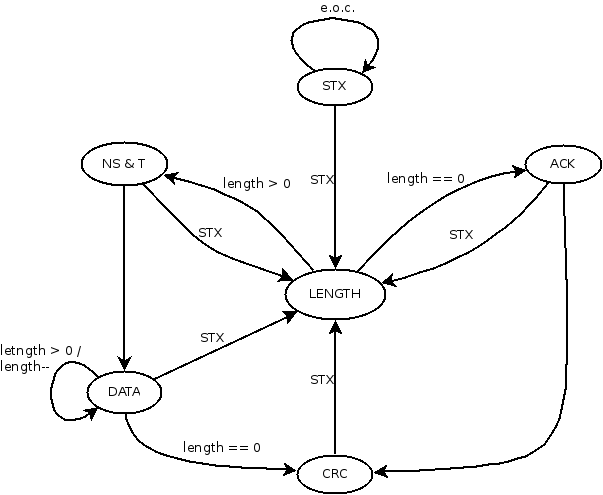 e.o.c.
STX
NS & T
ACK
length > 0
STX
length == 0
STX
STX
LENGTH
STX
letngth > 0 /
length--
DATA
STX
length == 0
CRC